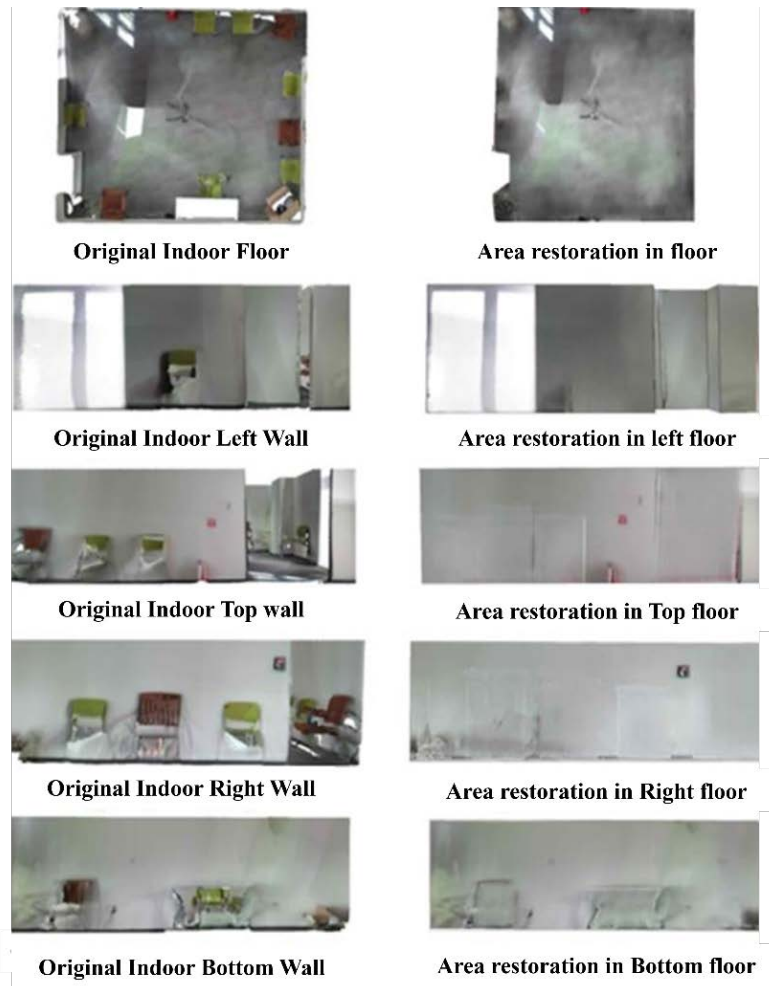 Original Indoor Floor
Area restoration in floor
Original Indoor Left Wall
Area restoration in left floor
Original Indoor Top wall
Area restoration in Top floor
Original Indoor Right Wall
Area restoration in Right floor
Original Indoor Bottom Wall
Area restoration in Bottom floor